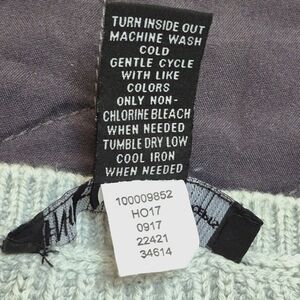 TURN INSIDE OUT
MACHINE WASH
COLD
GENTLE CYCLE
WITH LIKE
COLORS
ONLY NON-
CHLORINE BLEACH
WHEN NEEDED
TUMBLE DRY LOW
COOL IRON
WHEN NEEDED
100009852
HO17
0917
22421
34614